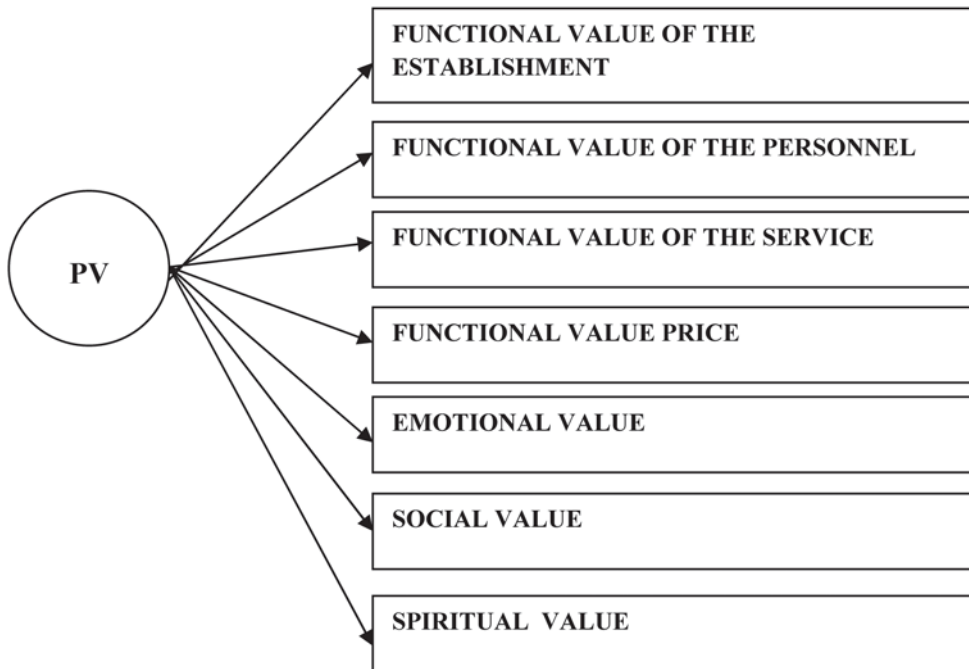 FUNCTIONAL VALUE OF THE
ESTABLISHMENT
FUNCTIONAL VALUE OF THE PERSONNEL
FUNCTIONAL VALUE OF THE SERVICE
PV
FUNCTIONAL VALUE PRICE
EMOTIONAL VALUE
SOCIAL VALUE
SPIRITUAL VALUE